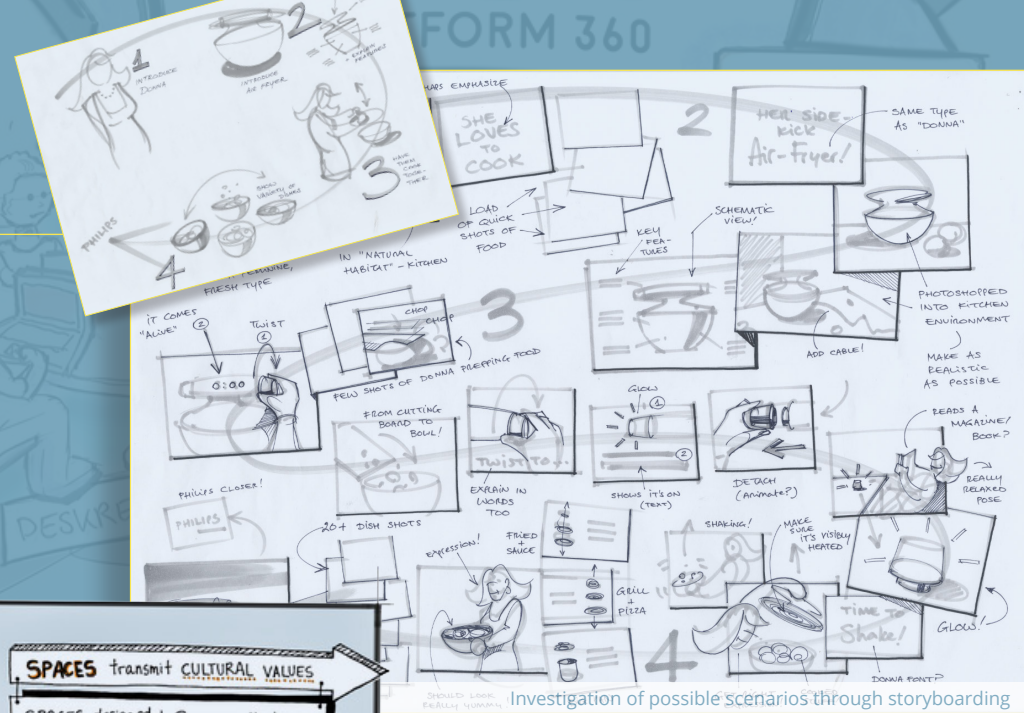 FORM 360
1
INTRODUCE
DONNA
2
INTRODUCE
AIR FRYER
+ EXPLAIN
FEATURES
3
HAVE
THEM
COOK
TOGE-
THER
SHOW
VARIETY OF
DISHES
PHILIPS
4
EMPHASIZE
SHE
LOVES
TO
COOK
2
HER SIDE-
KICK
Air-Fryer!
SAME TYPE
AS "DONNA"
LOAD
OF QUICK
SHOTS OF
FOOD
IN "NATURAL
HABITAT" - KITCHEN
FRESH TYPE
KEY
FEA-
TURES
SCHEMATIC
VIEW!
PHOTOSHOPPED
INTO KITCHEN
ENVIRONMENT
ADD CABLE!
MAKE AS
REALISTIC
AS POSSIBLE
IT COMES
"ALIVE"
2
TWIST
1
0:00
CHOP
CHOP
3
FEW SHOTS OF DONNA PREPPING FOOD
FROM CUTTING
BOARD TO
BOWL!
TWIST TO...
EXPLAIN IN
WORDS
TOO
GLOW
1
2
SHOWS IT'S ON
(TEXT)
DETACH
(ANIMATE?)
READS A
MAGAZINE/
BOOK?
REALLY
RELAXED
POSE
PHILIPS CLOSER!
PHILIPS
20+ DISH SHOTS
EXPRESSION!
FRIED
+
SAUCE
GRILL
+
PIZZA
SHAKING!
MAKE
SURE
IT'S VISIBLY
HEATED!
GLOW!
TIME TO
Shake!
4
DONNA FONT?
SHOULD LOOK
REALLY YUMMY!
DESKRE
SPACES transmit CULTURAL VALUES
Investigation of possible scenarios through storyboarding